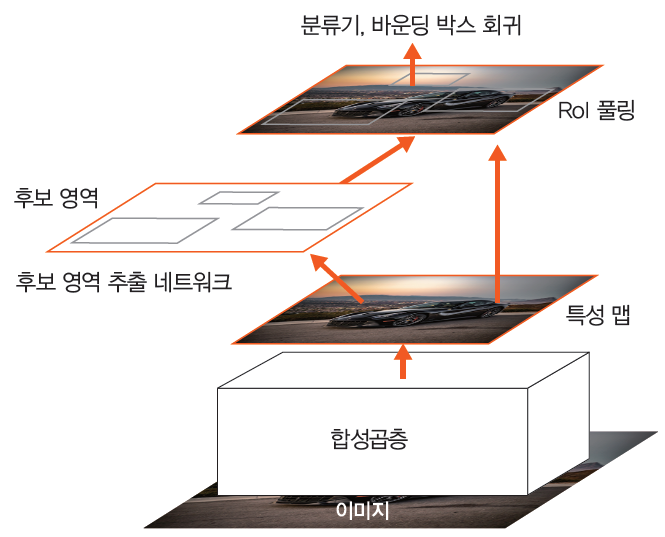 분류기, 바운딩 박스 회귀
RoI 풀링
후보 영역
후보 영역 추출 네트워크
특성 맵
합성곱층
이미지